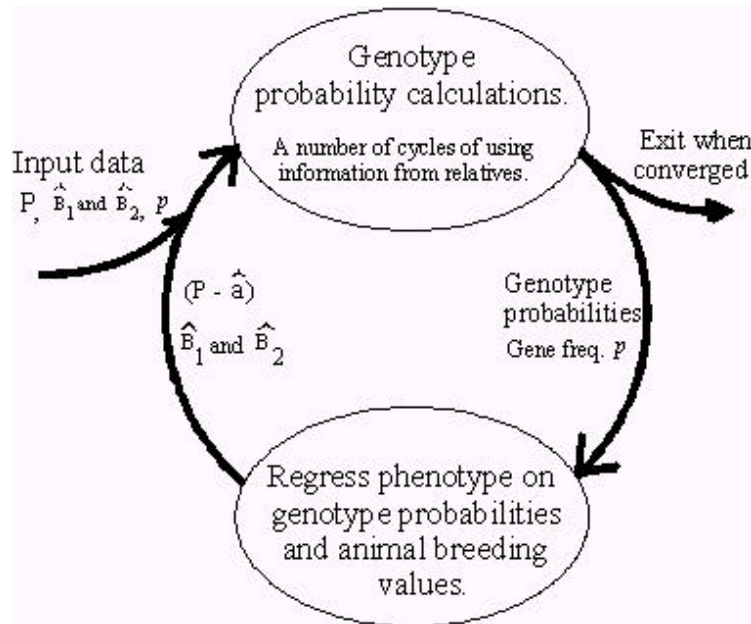 Genotype
probability calculations.
A number of cycles of using
information from relatives.
Input data
P, B̂₁ and B̂₂, p
Exit when
converged
(P - â)
B̂₁ and B̂₂
Genotype
probabilities
Gene freq. p
Regress phenotype on
genotype probabilities
and animal breeding
values.